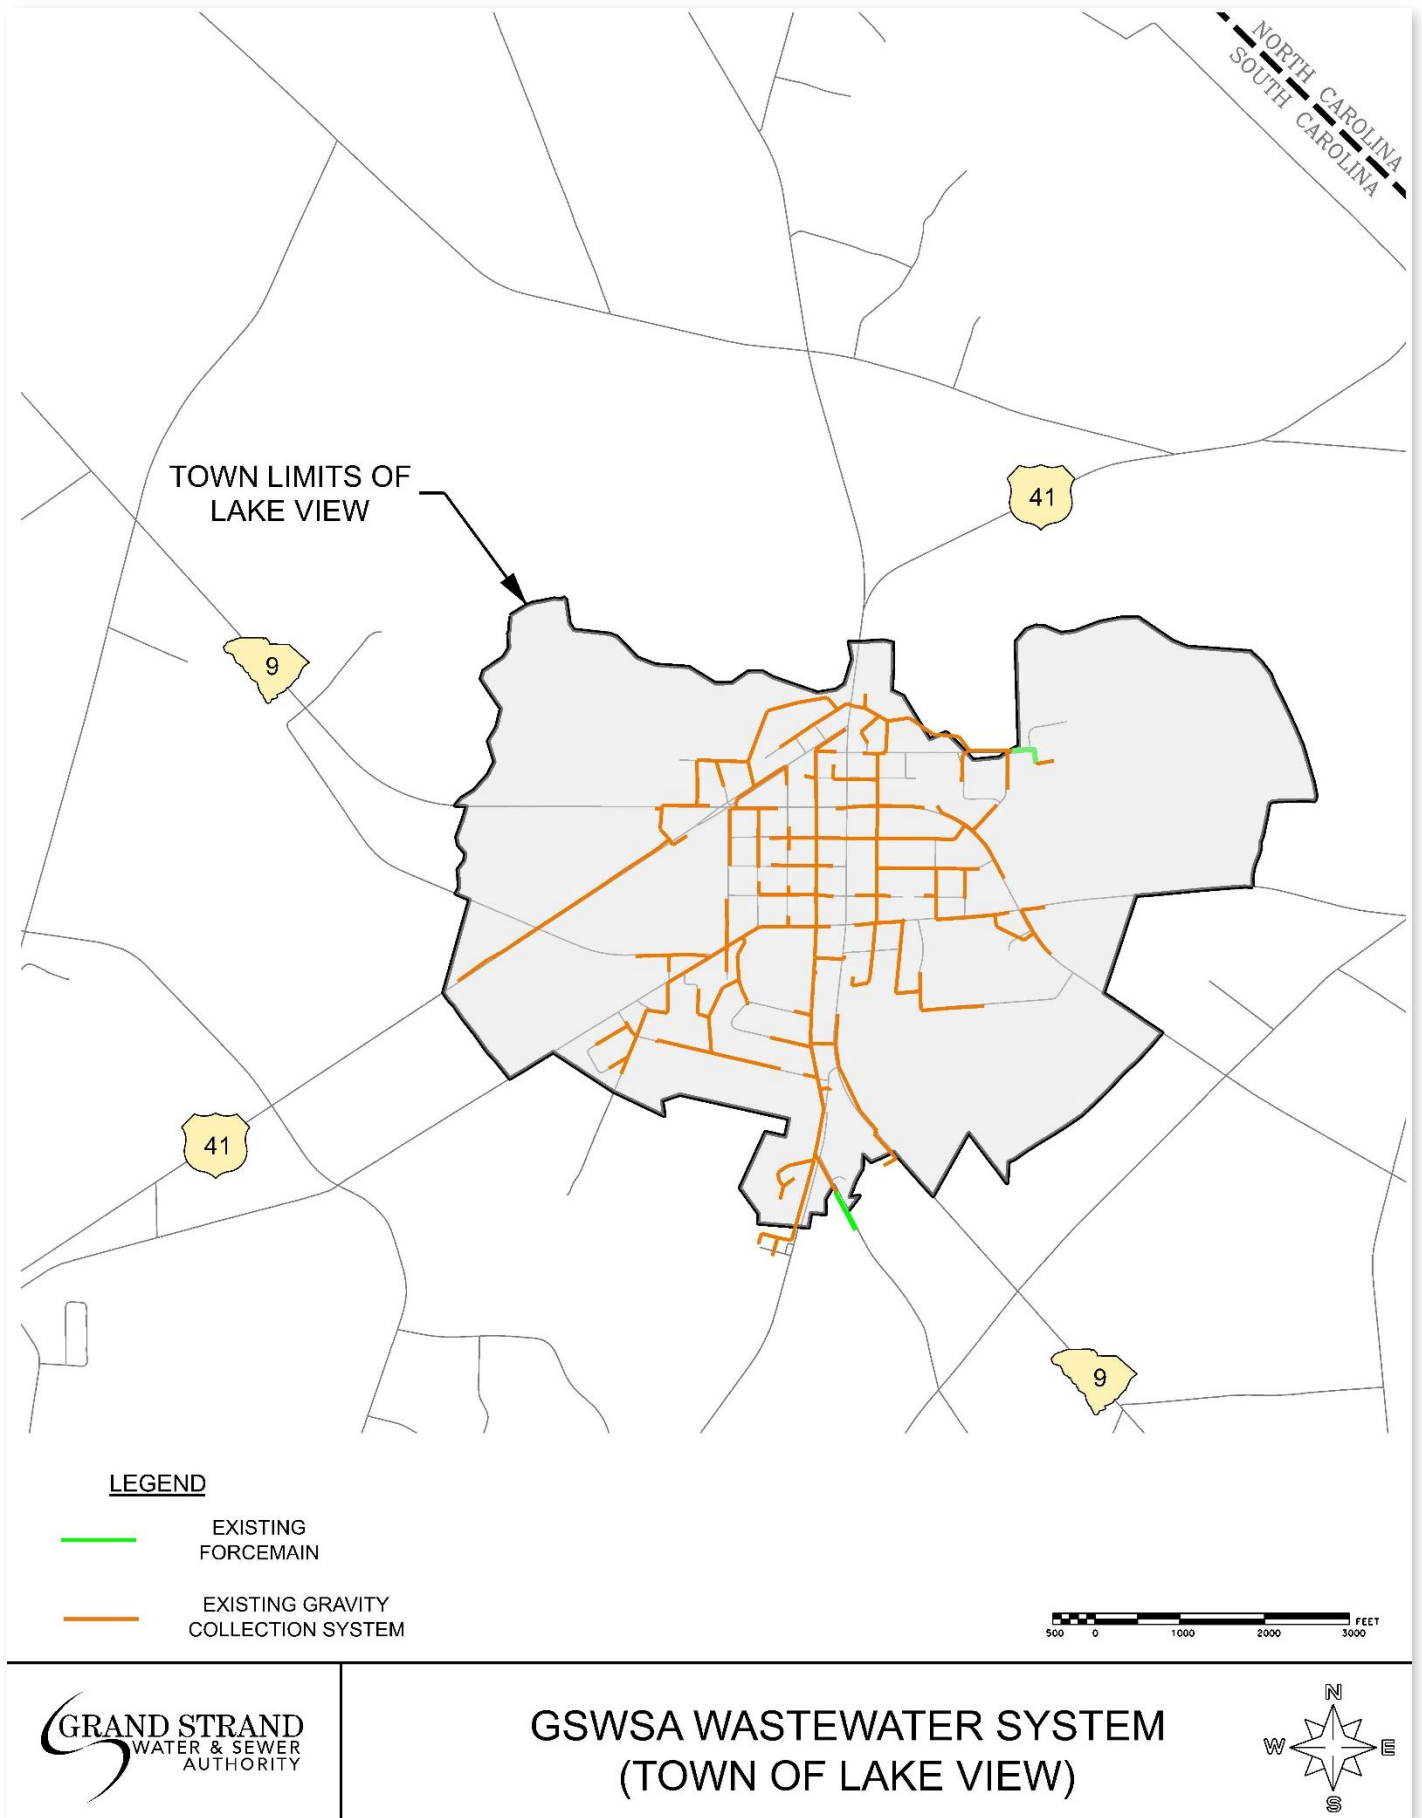 NORTH CAROLINA
SOUTH CAROLINA
TOWN LIMITS OF
LAKE VIEW
41
9
41
9
LEGEND
EXISTING
FORCEMAIN
EXISTING GRAVITY
COLLECTION SYSTEM
500 0 1000 2000 3000 FEET
GRAND STRAND
WATER & SEWER
AUTHORITY
GSWSA WASTEWATER SYSTEM
(TOWN OF LAKE VIEW)
N
W E
S